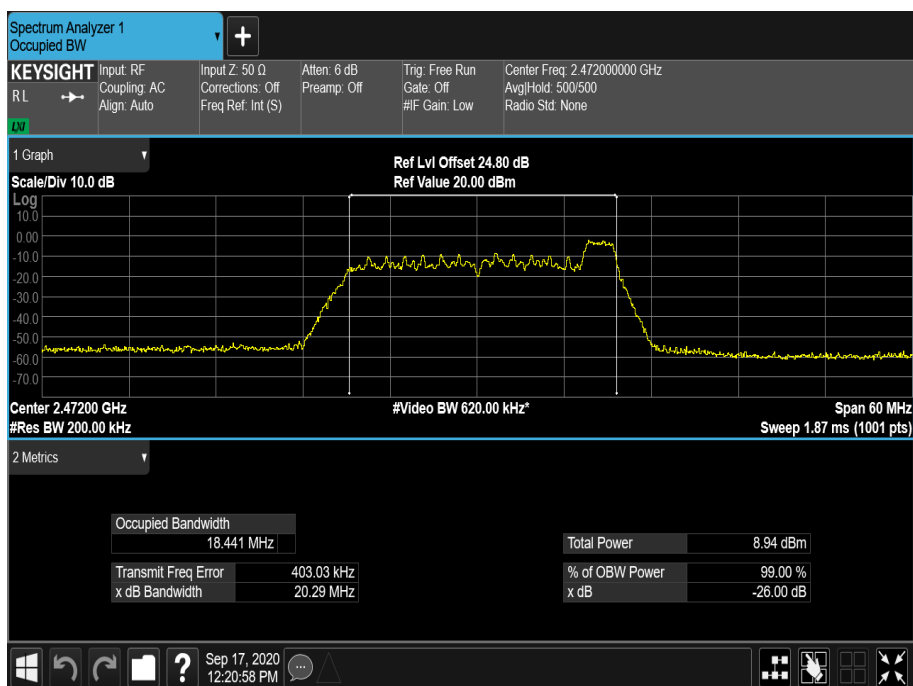 Spectrum Analyzer 1
Occupied BW
+
KEYSIGHT
RL
LXI
Input: RF
Coupling: AC
Align: Auto
Input Z: 50 Ω
Corrections: Off
Freq Ref: Int (S)
Atten: 6 dB
Preamp: Off
Trig: Free Run
Gate: Off
#IF Gain: Low
Center Freq: 2.472000000 GHz
Avg|Hold: 500/500
Radio Std: None
1 Graph
Scale/Div 10.0 dB
Ref Lvl Offset 24.80 dB
Ref Value 20.00 dBm
Log
10.0
0.00
-10.0
-20.0
-30.0
-40.0
-50.0
-60.0
-70.0
Center 2.47200 GHz
#Res BW 200.00 kHz
#Video BW 620.00 kHz*
Span 60 MHz
Sweep 1.87 ms (1001 pts)
2 Metrics
Occupied Bandwidth
18.441 MHz
Total Power 8.94 dBm
Transmit Freq Error 403.03 kHz
% of OBW Power 99.00 %
x dB Bandwidth 20.29 MHz
x dB -26.00 dB
?
Sep 17, 2020
12:20:58 PM